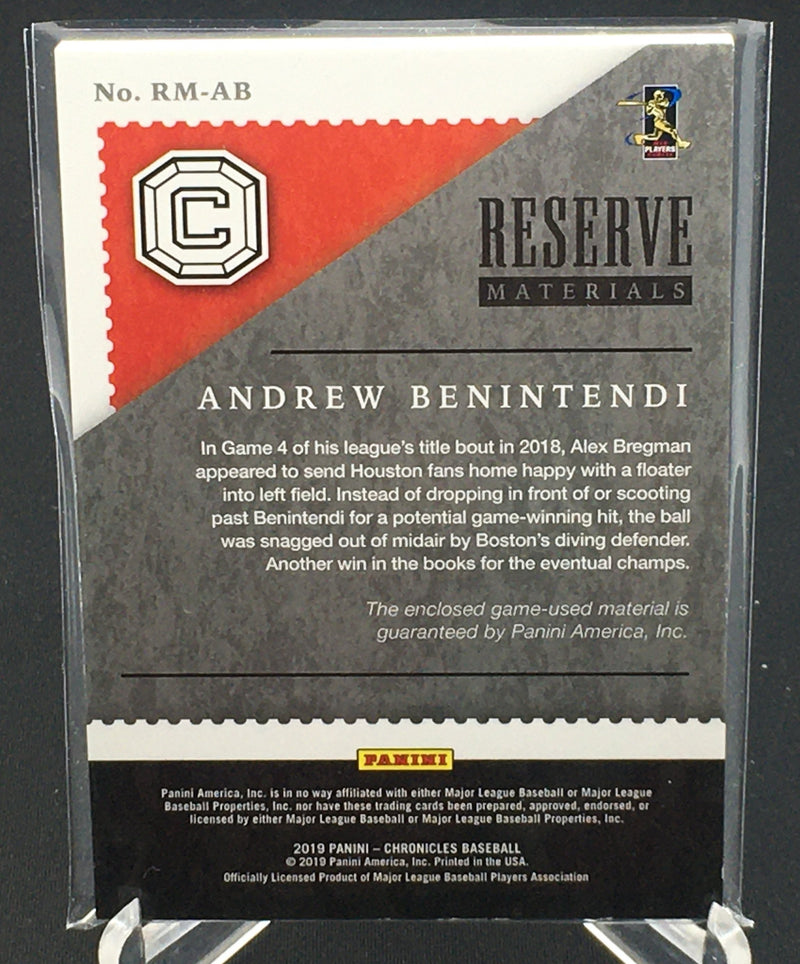 No. RM-AB
C
PLAYERS
RESERVE
MATERIALS
ANDREW BENINTENDI
In Game 4 of his league's title bout in 2018, Alex Bregman
appeared to send Houston fans home happy with a floater
into left field. Instead of dropping in front of or scooting
past Benintendi for a potential game-winning hit, the ball
was snagged out of midair by Boston's diving defender.
Another win in the books for the eventual champs.
The enclosed game-used material is
guaranteed by Panini America, Inc.
PANINI
Panini America, Inc. is in no way affiliated with either Major League Baseball or Major League
Baseball Properties, Inc. nor have these trading cards been prepared, approved, endorsed, or
licensed by either Major League Baseball or Major League Baseball Properties, Inc.
2019 PANINI – CHRONICLES BASEBALL
© 2019 Panini America, Inc. Printed in the USA.
Officially Licensed Product of Major League Baseball Players Association